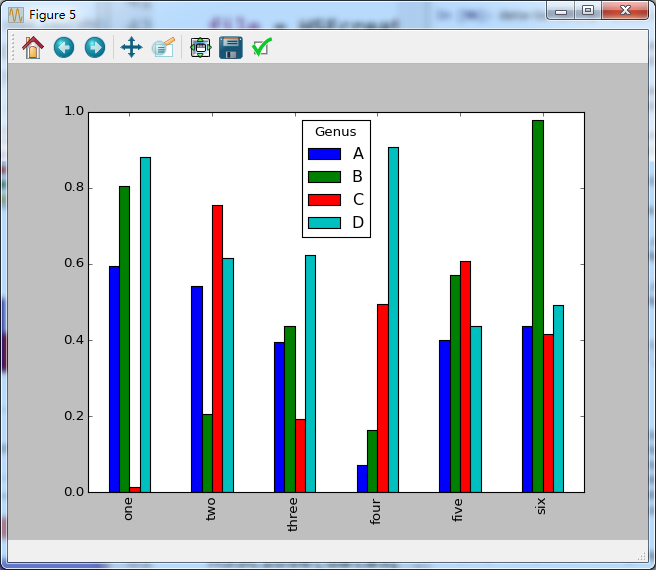 Figure 5
1.0
0.8
0.6
0.4
0.2
0.0
Genus
A
B
C
D
one
two
three
four
five
six